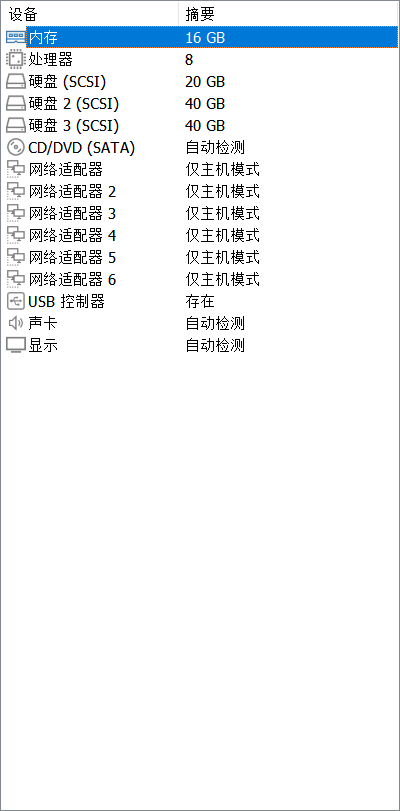 设备 摘要
内存 16 GB
处理器 8
硬盘 (SCSI) 20 GB
硬盘 2 (SCSI) 40 GB
硬盘 3 (SCSI) 40 GB
CD/DVD (SATA) 自动检测
网络适配器 仅主机模式
网络适配器 2 仅主机模式
网络适配器 3 仅主机模式
网络适配器 4 仅主机模式
网络适配器 5 仅主机模式
网络适配器 6 仅主机模式
USB 控制器 存在
声卡 自动检测
显示 自动检测